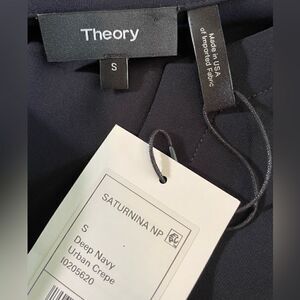 Theory
S
Made in USA
of Imported Fabric
SATURNINA NP
S
Deep Navy
Urban Crepe
I0205620